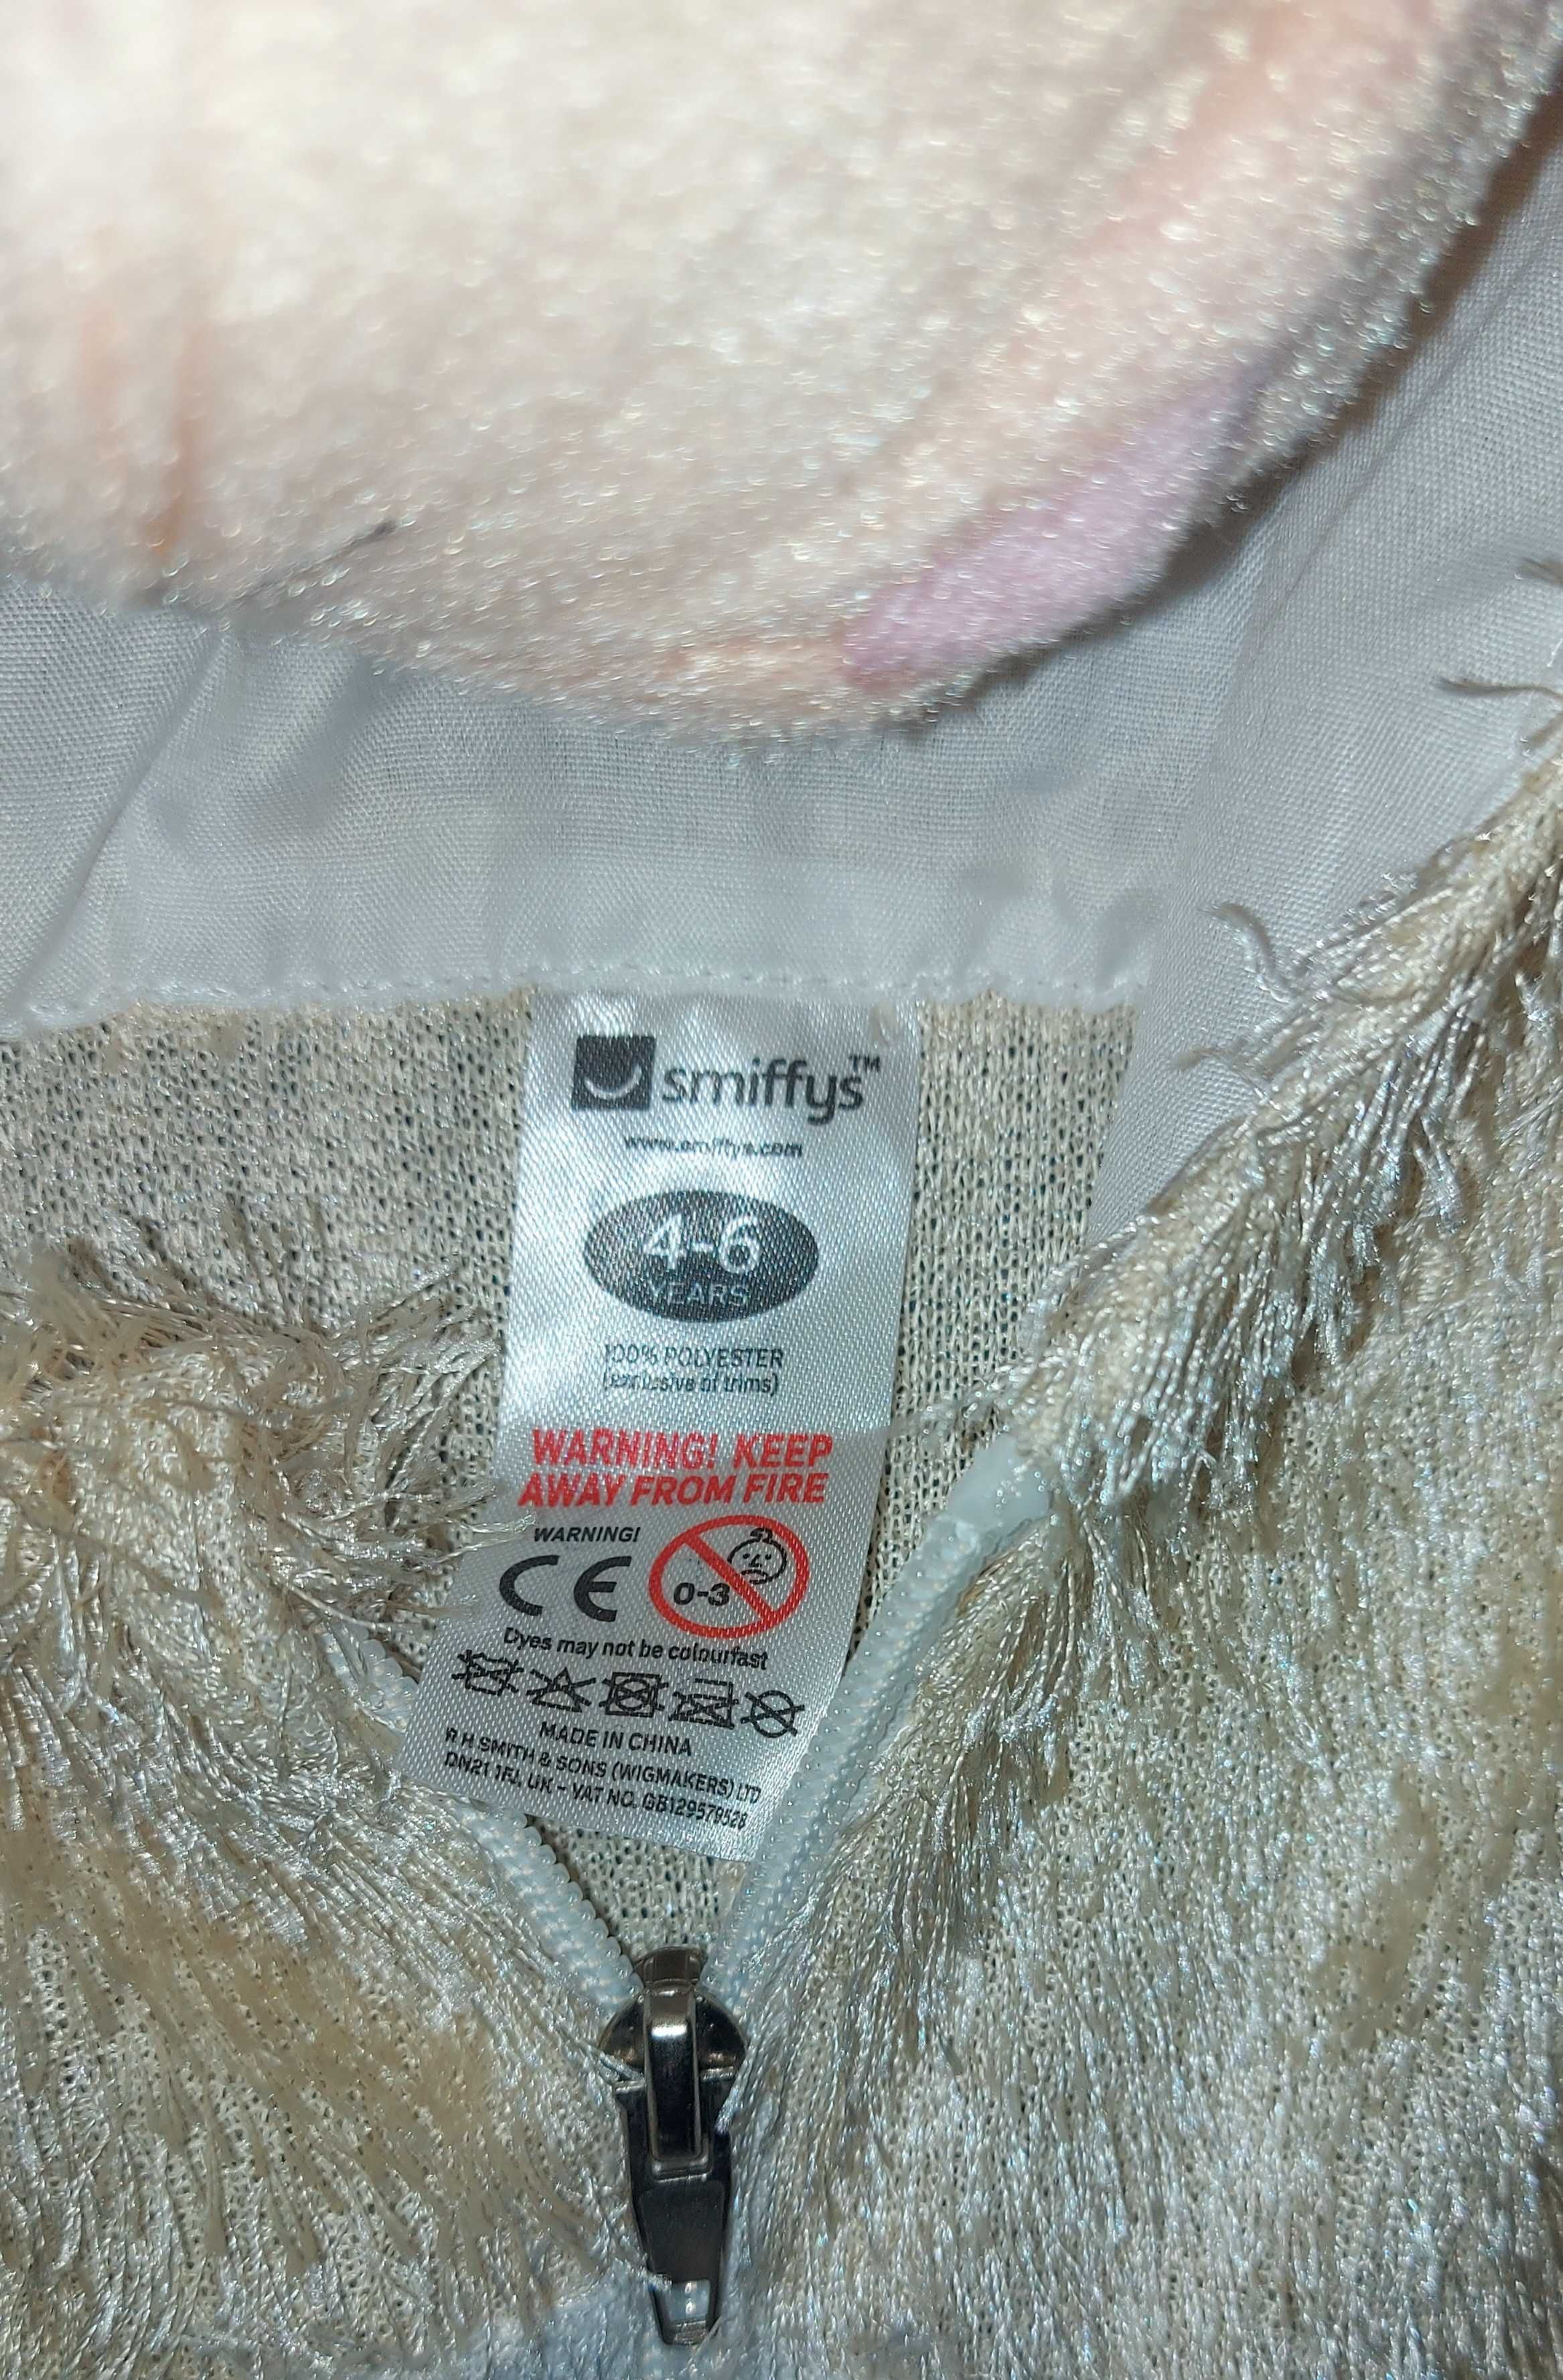 smiffys™
www.smiffys.com
4-6
YEARS
100% POLYESTER
(exclusive of trims)
WARNING! KEEP
AWAY FROM FIRE
WARNING!
CE
0-3
Dyes may not be colourfast
MADE IN CHINA
R H SMITH & SONS (WIGMAKERS) LTD
DN21 1FJ, UK - VAT NO. GB129579528